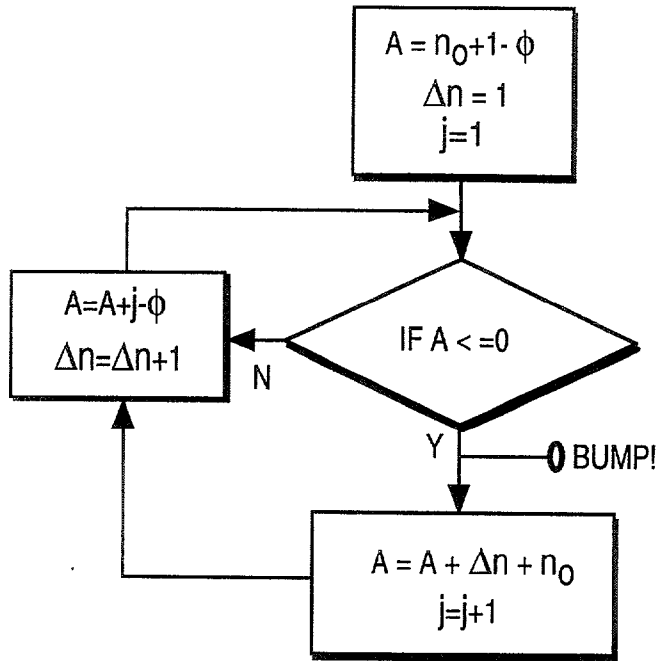 A = n₀+1- ϕ
Δn = 1
j=1
A=A+j-ϕ
Δn=Δn+1
N
IF A <=0
Y
BUMP!
A = A + Δn + n₀
j=j+1